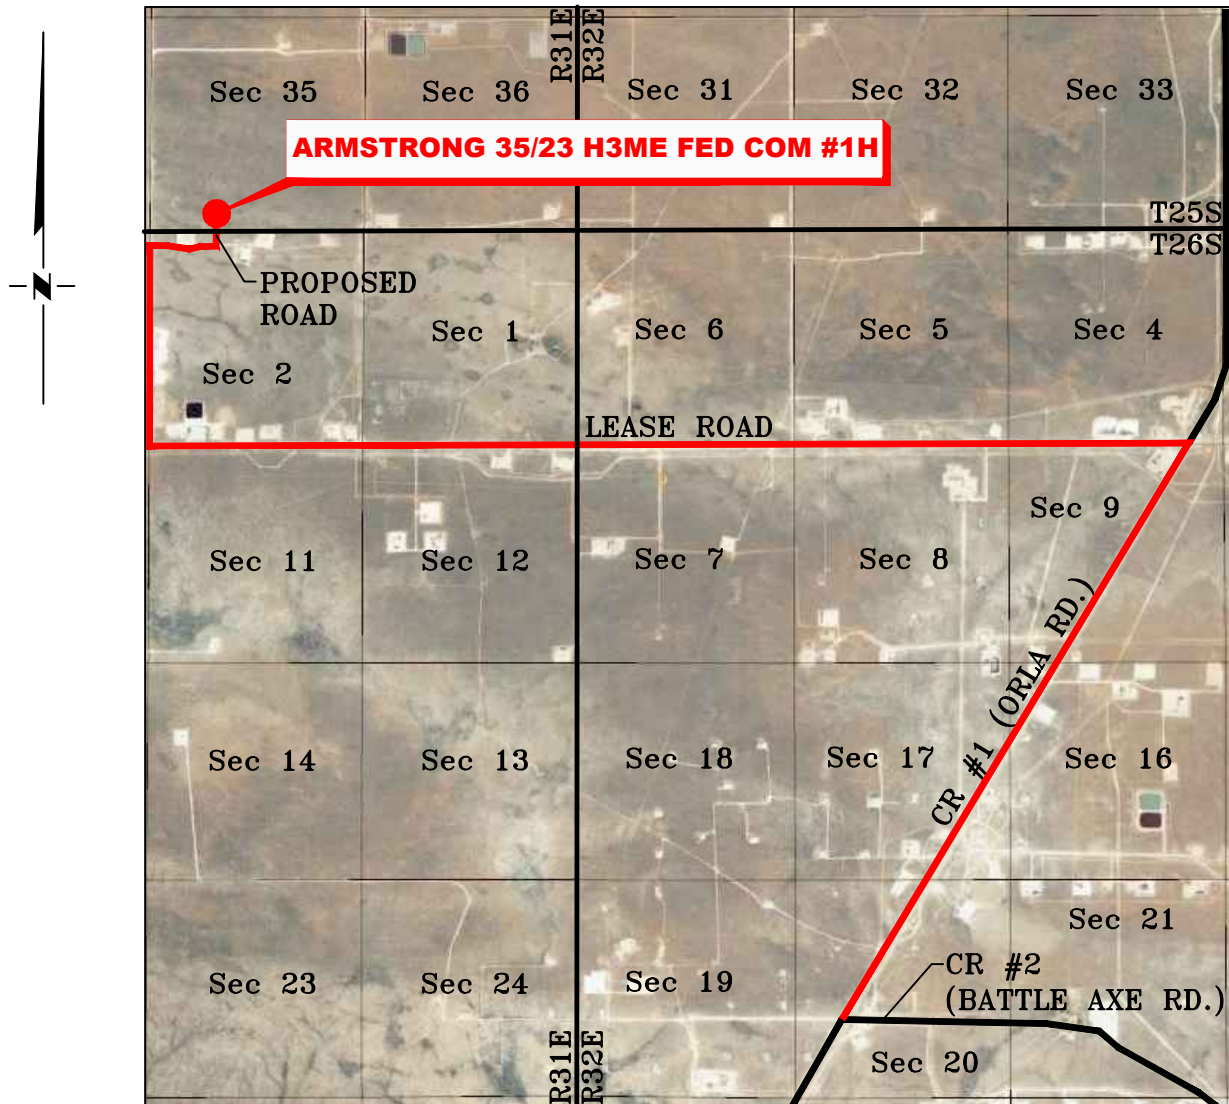 R31E
R32E
Sec 35
Sec 36
Sec 31
Sec 32
Sec 33
ARMSTRONG 35/23 H3ME FED COM #1H
T25S
T26S
N
PROPOSED
ROAD
Sec 1
Sec 6
Sec 5
Sec 4
Sec 2
LEASE ROAD
Sec 9
Sec 11
Sec 12
Sec 7
Sec 8
CR #1 (ORLA RD.)
Sec 14
Sec 13
Sec 18
Sec 17
Sec 16
Sec 21
CR #2
(BATTLE AXE RD.)
Sec 23
Sec 24
Sec 19
Sec 20
R31E
R32E